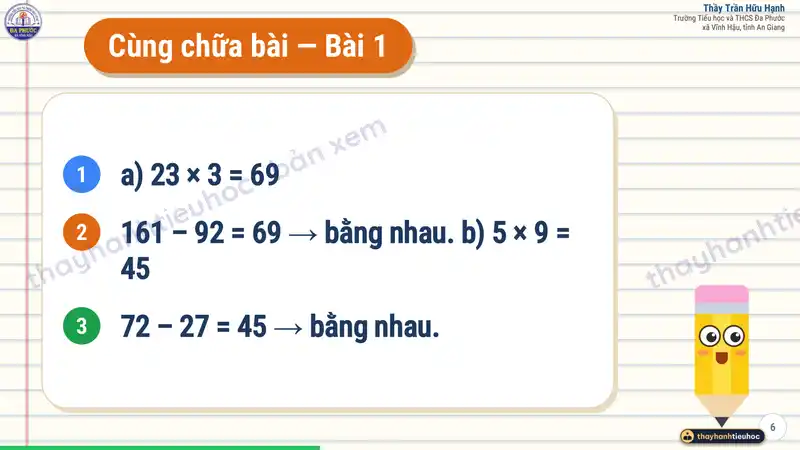 Thầy Trần Hữu Hạnh
Trường Tiểu học và THCS Đa Phước
xã Vĩnh Hậu, tỉnh An Giang
ĐA PHƯỚC
Cùng chữa bài – Bài 1
1 a) 23 × 3 = 69
2 161 – 92 = 69 → bằng nhau. b) 5 × 9 =
45
3 72 – 27 = 45 → bằng nhau.
thayhanhtieuhoc
6